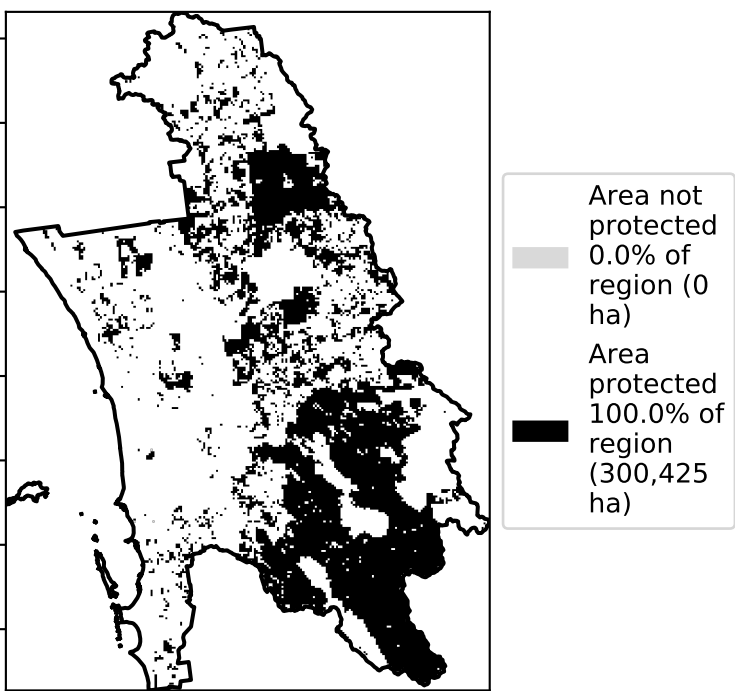 Area not
protected
0.0% of
region (0
ha)
Area
protected
100.0% of
region
(300,425
ha)